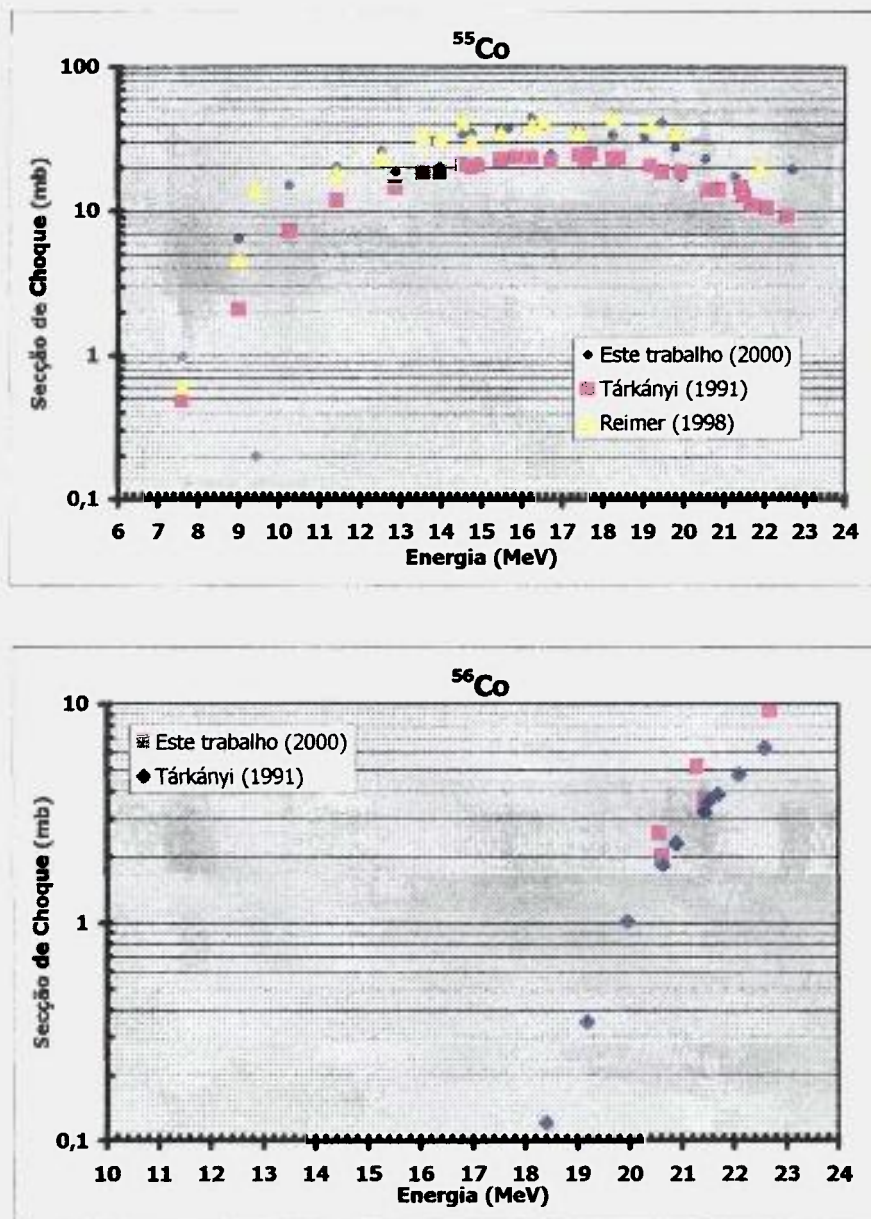 ⁵⁵Co
100
10
1
0,1
Secção de Choque (mb)
Este trabalho (2000)
Tárkányi (1991)
Reimer (1998)
6 7 8 9 10 11 12 13 14 15 16 17 18 19 20 21 22 23 24
Energia (MeV)
⁵⁶Co
10
1
0,1
Secção de Choque (mb)
Este trabalho (2000)
Tárkányi (1991)
10 11 12 13 14 15 16 17 18 19 20 21 22 23 24
Energia (MeV)